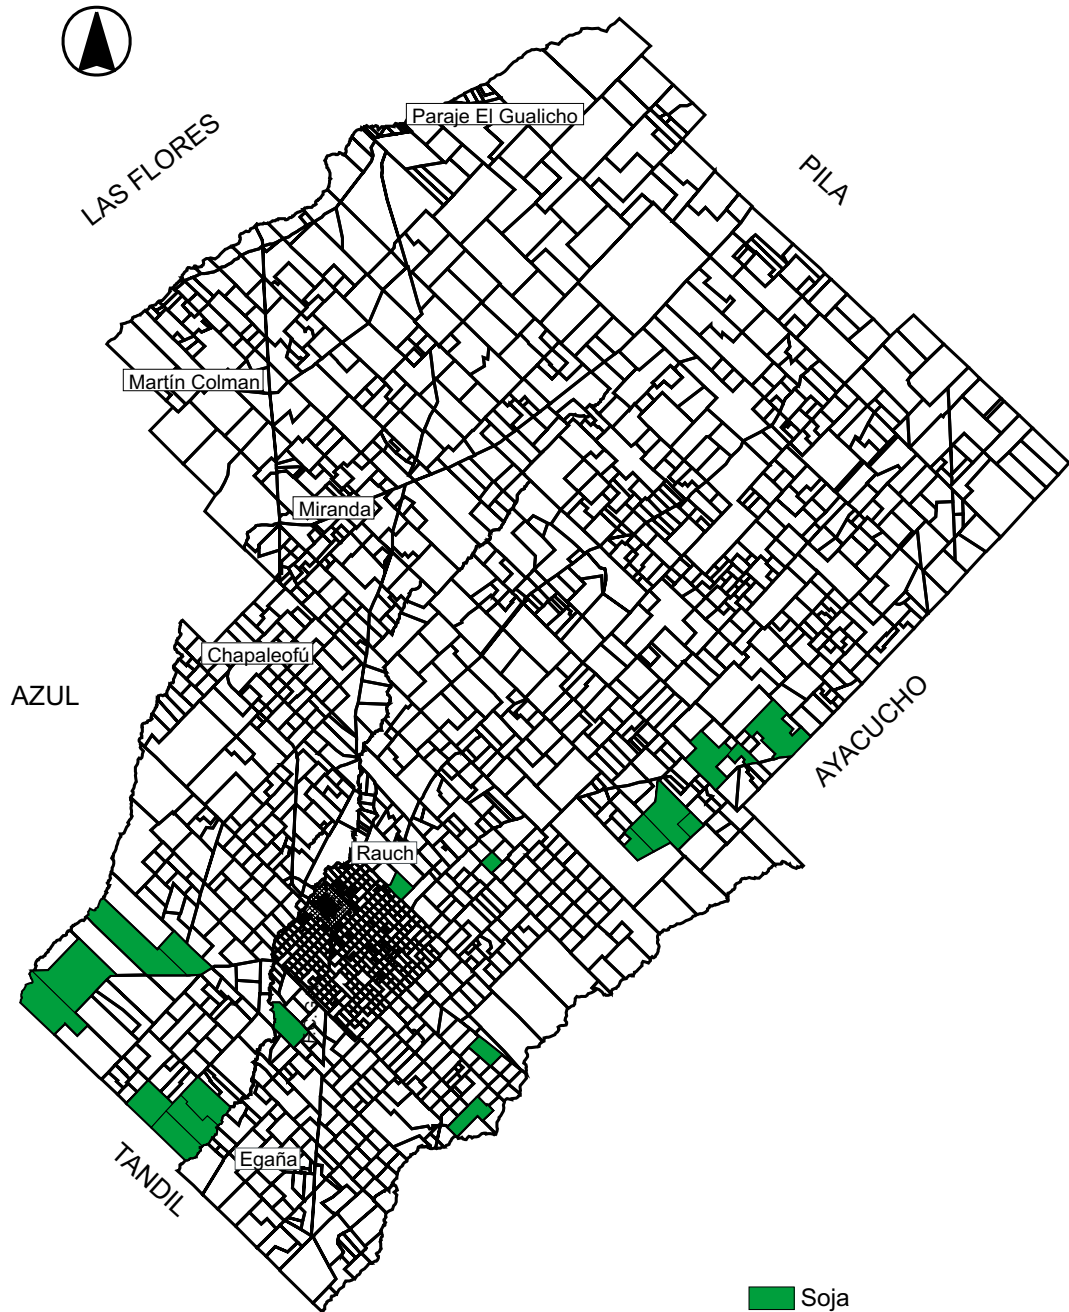 Paraje El Gualicho
LAS FLORES
PILA
Martín Colman
Miranda
Chapaleofú
AZUL
AYACUCHO
Rauch
Egaña
TANDIL
Soja